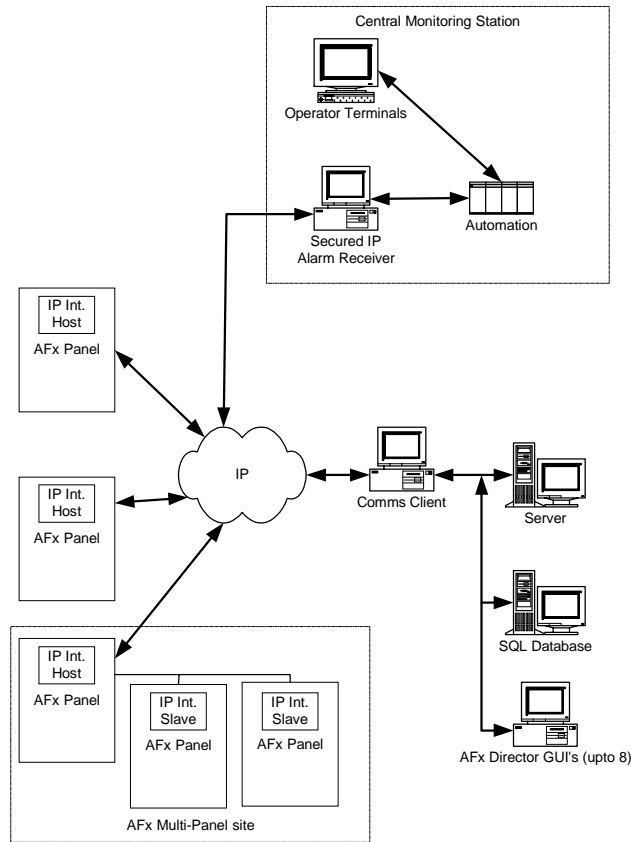 Central Monitoring Station
Operator Terminals
Secured IP
Alarm Receiver
Automation
IP Int.
Host
AFx Panel
IP Int.
Host
AFx Panel
IP
Comms Client
Server
SQL Database
AFx Director GUI's (upto 8)
IP Int.
Host
AFx Panel
IP Int.
Slave
AFx Panel
IP Int.
Slave
AFx Panel
AFx Multi-Panel site